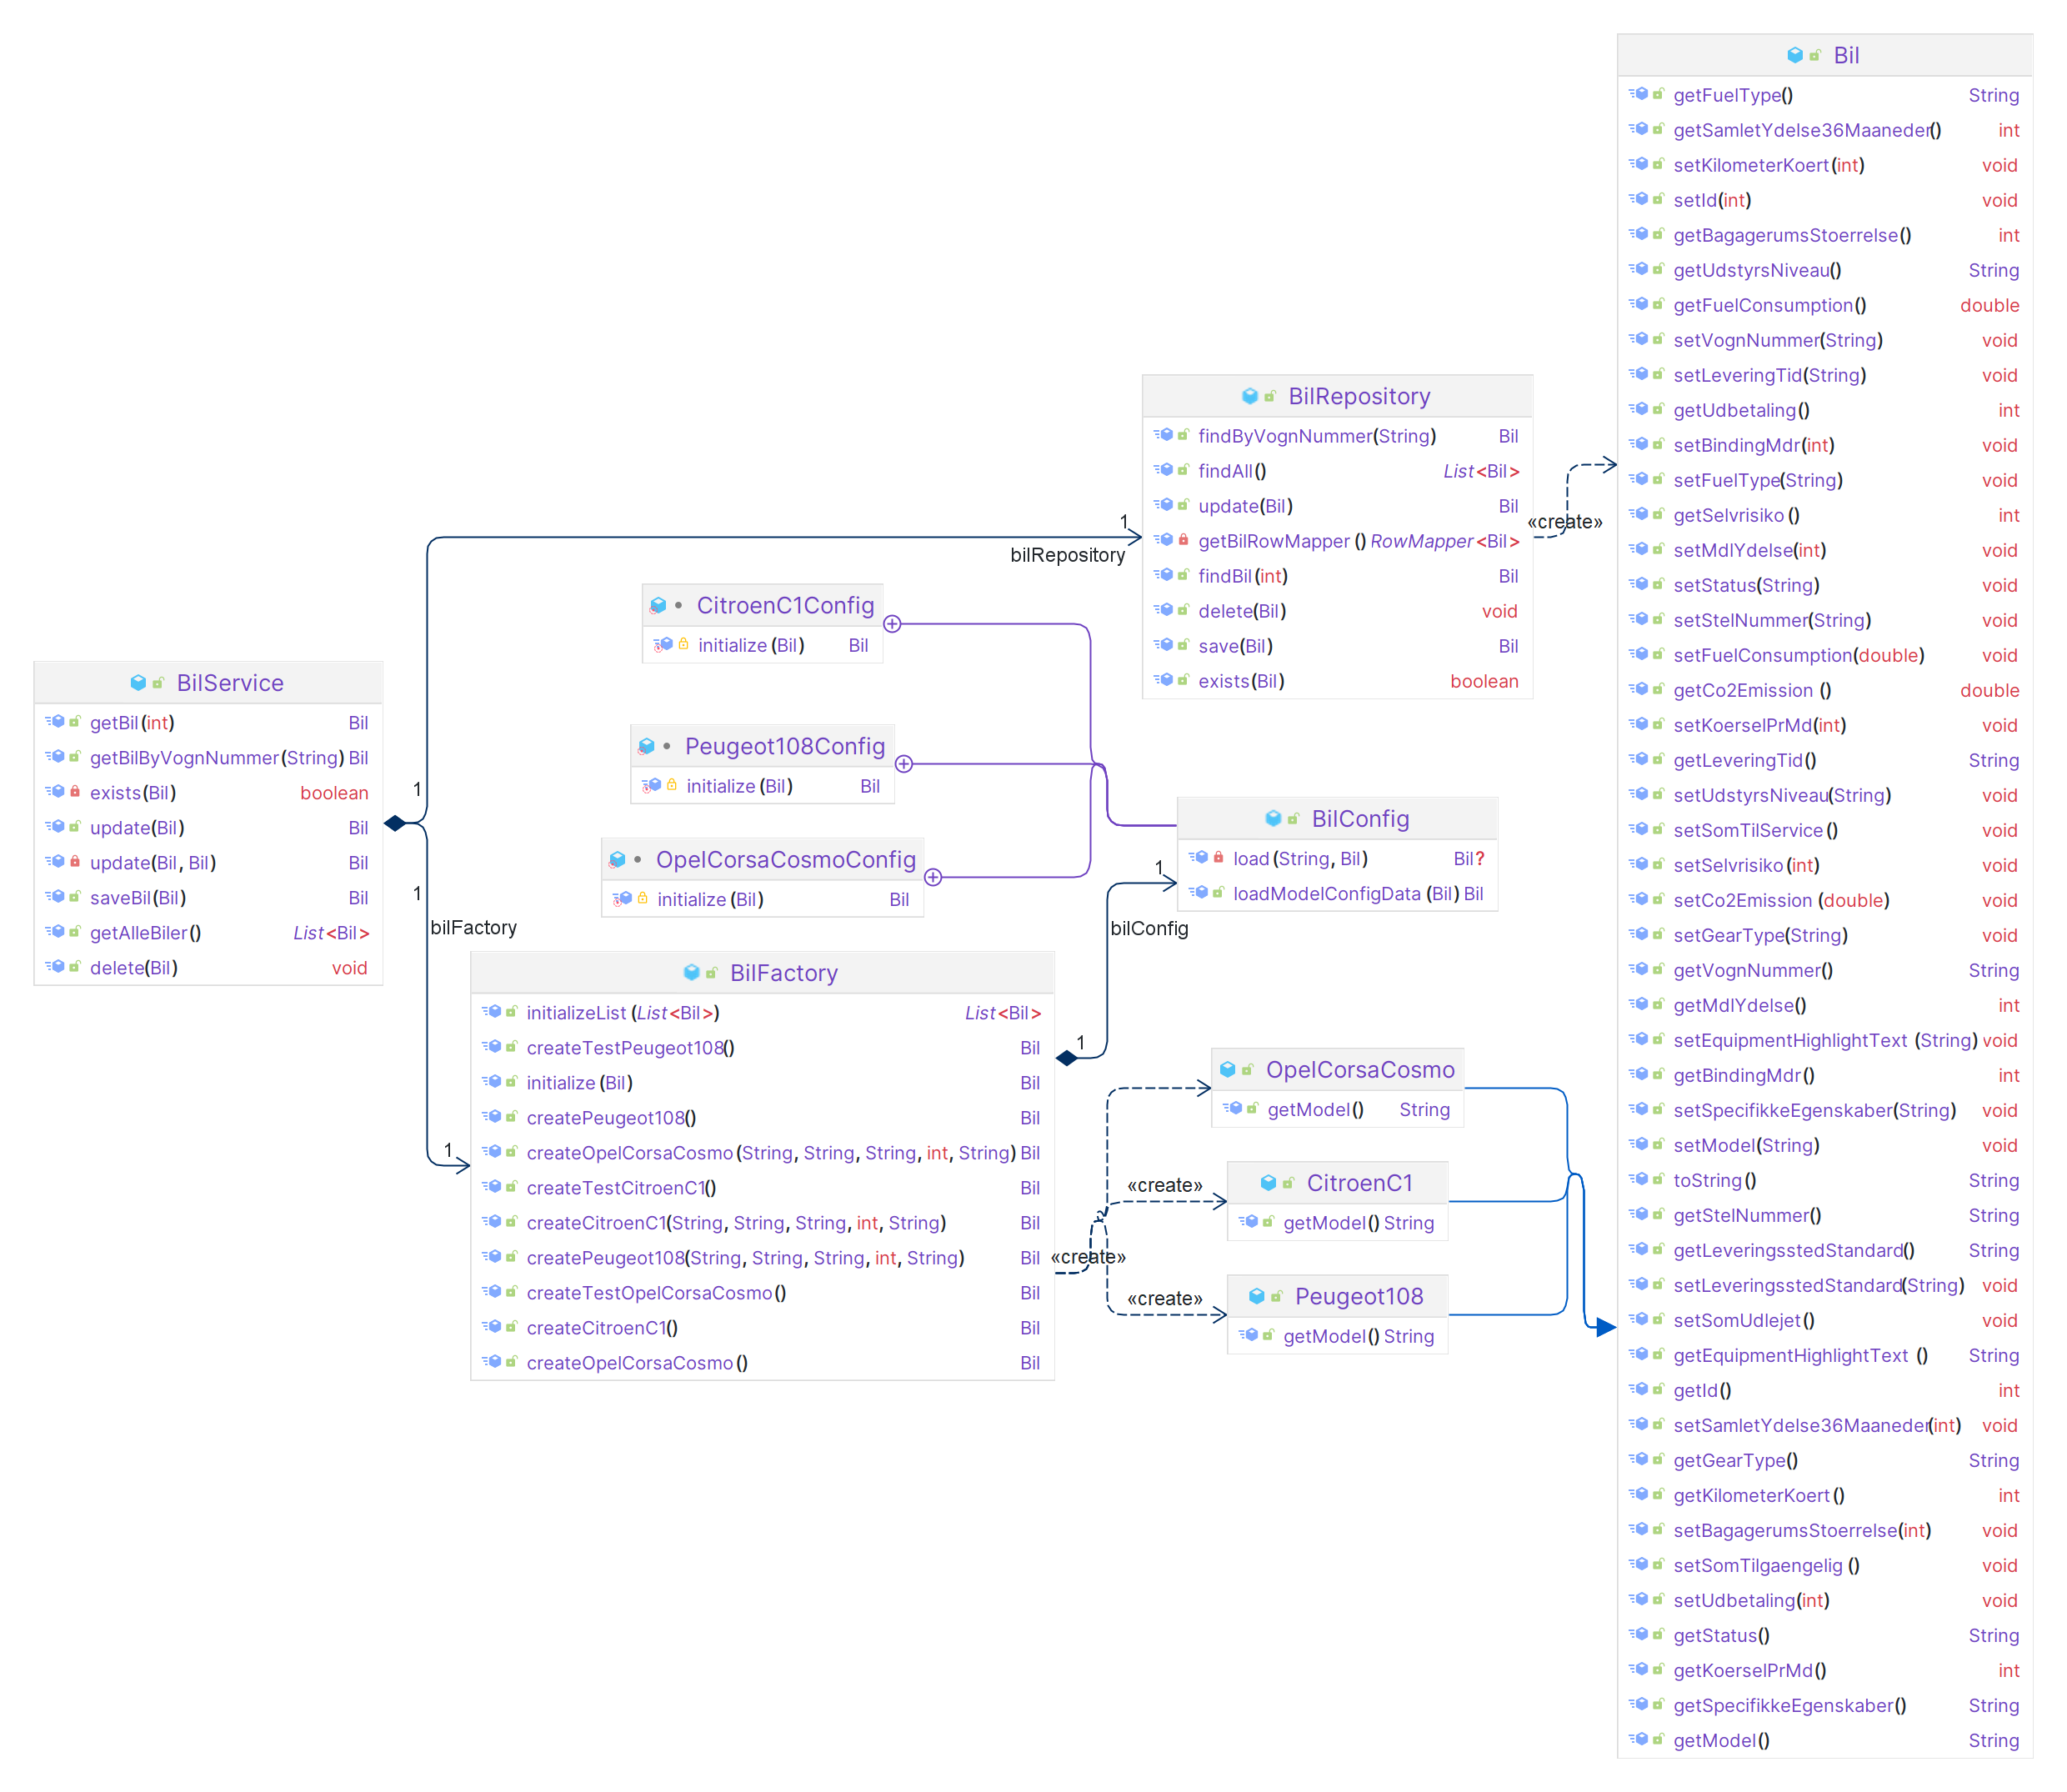 BilService
getBil(int) Bil
getBilByVognNummer(String) Bil
exists(Bil) boolean
update(Bil) Bil
update(Bil, Bil) Bil
saveBil(Bil) Bil
getAlleBiler() List<Bil>
delete(Bil) void
1
1
bilFactory
1
1
bilRepository
CitroenC1Config
initialize(Bil) Bil
Peugeot108Config
initialize(Bil) Bil
OpelCorsaCosmoConfig
initialize(Bil) Bil
BilFactory
initializeList(List<Bil>) List<Bil>
createTestPeugeot108() Bil
initialize(Bil) Bil
createPeugeot108() Bil
createOpelCorsaCosmo(String, String, String, int, String) Bil
createTestCitroenC1() Bil
createCitroenC1(String, String, String, int, String) Bil
createPeugeot108(String, String, String, int, String) Bil
createTestOpelCorsaCosmo() Bil
createCitroenC1() Bil
createOpelCorsaCosmo() Bil
BilRepository
findByVognNummer(String) Bil
findAll() List<Bil>
update(Bil) Bil
getBilRowMapper() RowMapper<Bil>
findBil(int) Bil
delete(Bil) void
save(Bil) Bil
exists(Bil) boolean
«create»
BilConfig
load(String, Bil) Bil?
loadModelConfigData(Bil) Bil
1
bilConfig
1
«create»
«create»
«create»
OpelCorsaCosmo
getModel() String
CitroenC1
getModel() String
Peugeot108
getModel() String
Bil
getFuelType() String
getSamletYdelse36Maaneder() int
setKilometerKoert(int) void
setId(int) void
getBagagerumsStoerrelse() int
getUdstyrsNiveau() String
getFuelConsumption() double
setVognNummer(String) void
setLeveringTid(String) void
getUdbetaling() int
setBindingMdr(int) void
setFuelType(String) void
getSelvrisiko() int
setMdlYdelse(int) void
setStatus(String) void
setStelNummer(String) void
setFuelConsumption(double) void
getCo2Emission() double
setKoerselPrMd(int) void
getLeveringTid() String
setUdstyrsNiveau(String) void
setSomTilService() void
setSelvrisiko(int) void
setCo2Emission(double) void
setGearType(String) void
getVognNummer() String
getMdlYdelse() int
setEquipmentHighlightText(String) void
getBindingMdr() int
setSpecifikkeEgenskaber(String) void
setModel(String) void
toString() String
getStelNummer() String
getLeveringsstedStandard() String
setLeveringsstedStandard(String) void
setSomUdlejet() void
getEquipmentHighlightText() String
getId() int
setSamletYdelse36Maaneder(int) void
getGearType() String
getKilometerKoert() int
setBagagerumsStoerrelse(int) void
setSomTilgaengelig() void
setUdbetaling(int) void
getStatus() String
getKoerselPrMd() int
getSpecifikkeEgenskaber() String
getModel() String